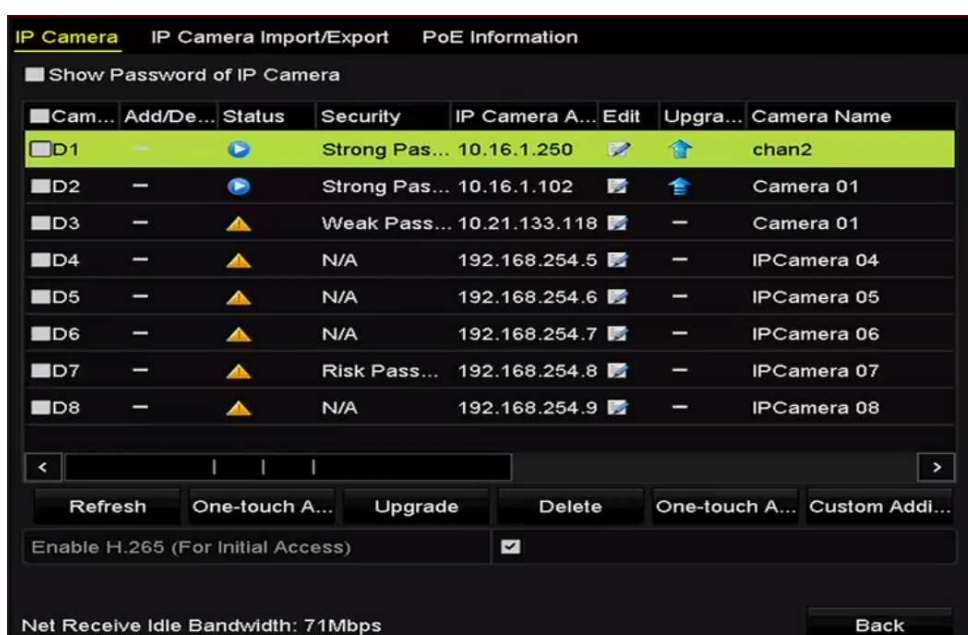 IP Camera IP Camera Import/Export PoE Information
Show Password of IP Camera
Cam... Add/De... Status Security IP Camera A... Edit Upgra... Camera Name
D1 – Strong Pas... 10.16.1.250 chan2
D2 – Strong Pas... 10.16.1.102 Camera 01
D3 – Weak Pass... 10.21.133.118 – Camera 01
D4 – N/A 192.168.254.5 – IPCamera 04
D5 – N/A 192.168.254.6 – IPCamera 05
D6 – N/A 192.168.254.7 – IPCamera 06
D7 – Risk Pass... 192.168.254.8 – IPCamera 07
D8 – N/A 192.168.254.9 – IPCamera 08
< >
Refresh One-touch A... Upgrade Delete One-touch A... Custom Addi...
Enable H.265 (For Initial Access)
Net Receive Idle Bandwidth: 71Mbps Back